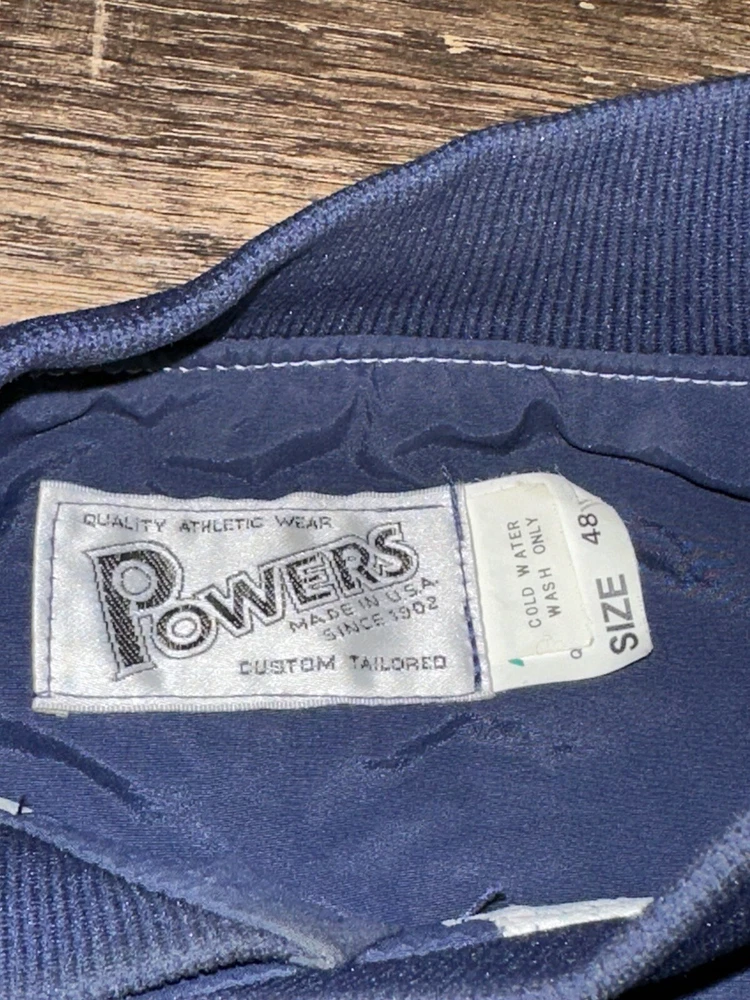 QUALITY ATHLETIC WEAR
POWERS
MADE IN U.S.A.
SINCE 1902
CUSTOM TAILORED
COLD WATER
WASH ONLY
SIZE 48